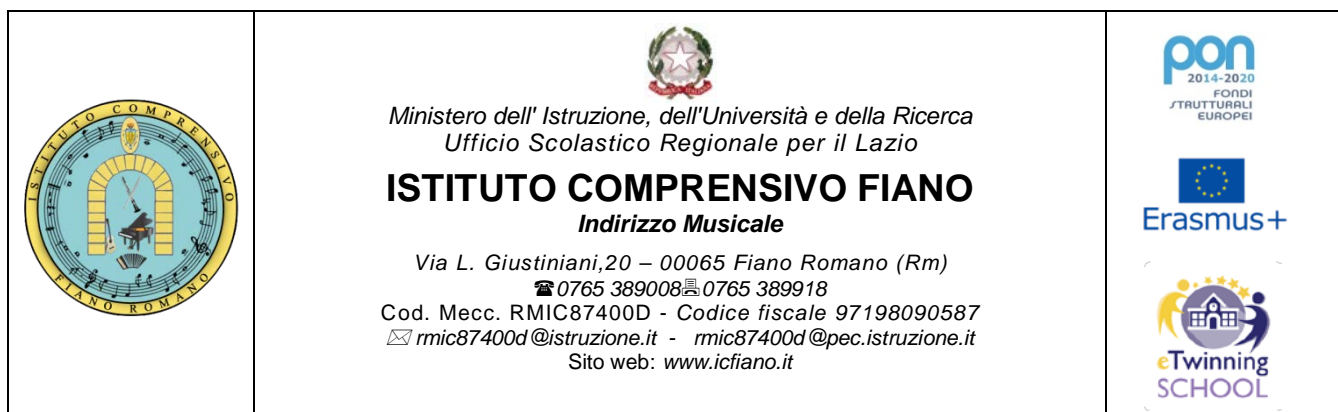 ISTITUTO COMPRENSIVO
FIANO ROMANO
Ministero dell' Istruzione, dell'Università e della Ricerca
Ufficio Scolastico Regionale per il Lazio
ISTITUTO COMPRENSIVO FIANO
Indirizzo Musicale
Via L. Giustiniani,20 – 00065 Fiano Romano (Rm)
☎0765 389008🖷0765 389918
Cod. Mecc. RMIC87400D - Codice fiscale 97198090587
✉ rmic87400d@istruzione.it - rmic87400d@pec.istruzione.it
Sito web: www.icfiano.it
pon
2014-2020
FONDI
STRUTTURALI
EUROPEI
Erasmus+
eTwinning
SCHOOL